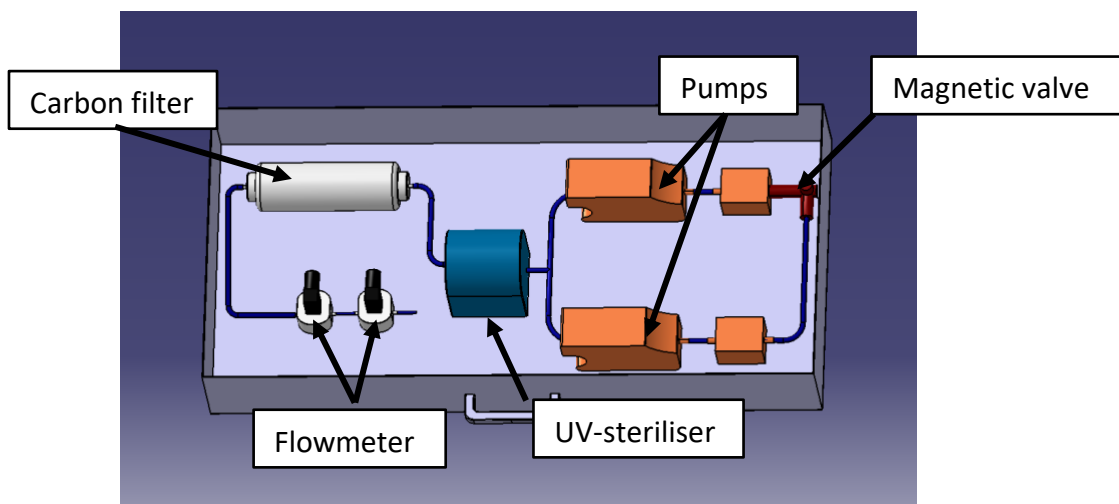 Carbon filter
Pumps
Magnetic valve
Flowmeter
UV-steriliser